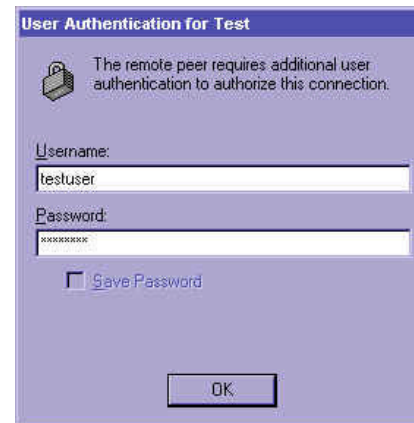 User Authentication for Test
The remote peer requires additional user
authentication to authorize this connection.
Username:
testuser
Password:
********
Save Password
OK